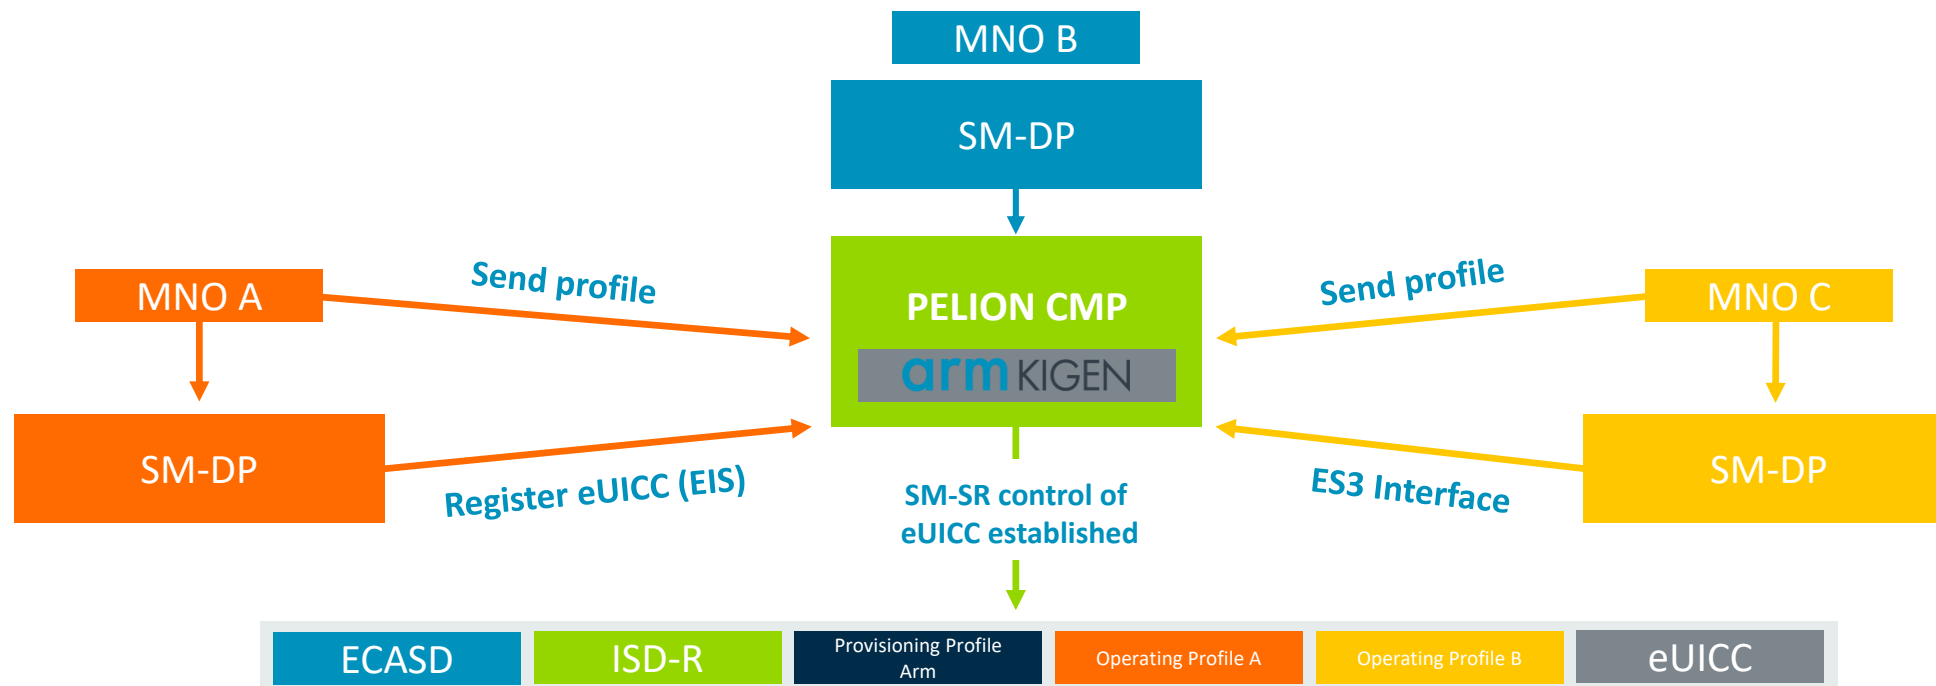 MNO B
SM-DP
MNO A
Send profile
PELION CMP
arm KIGEN
Send profile
MNO C
SM-DP
Register eUICC (EIS)
SM-SR control of
eUICC established
ES3 Interface
SM-DP
ECASD
ISD-R
Provisioning Profile
Arm
Operating Profile A
Operating Profile B
eUICC